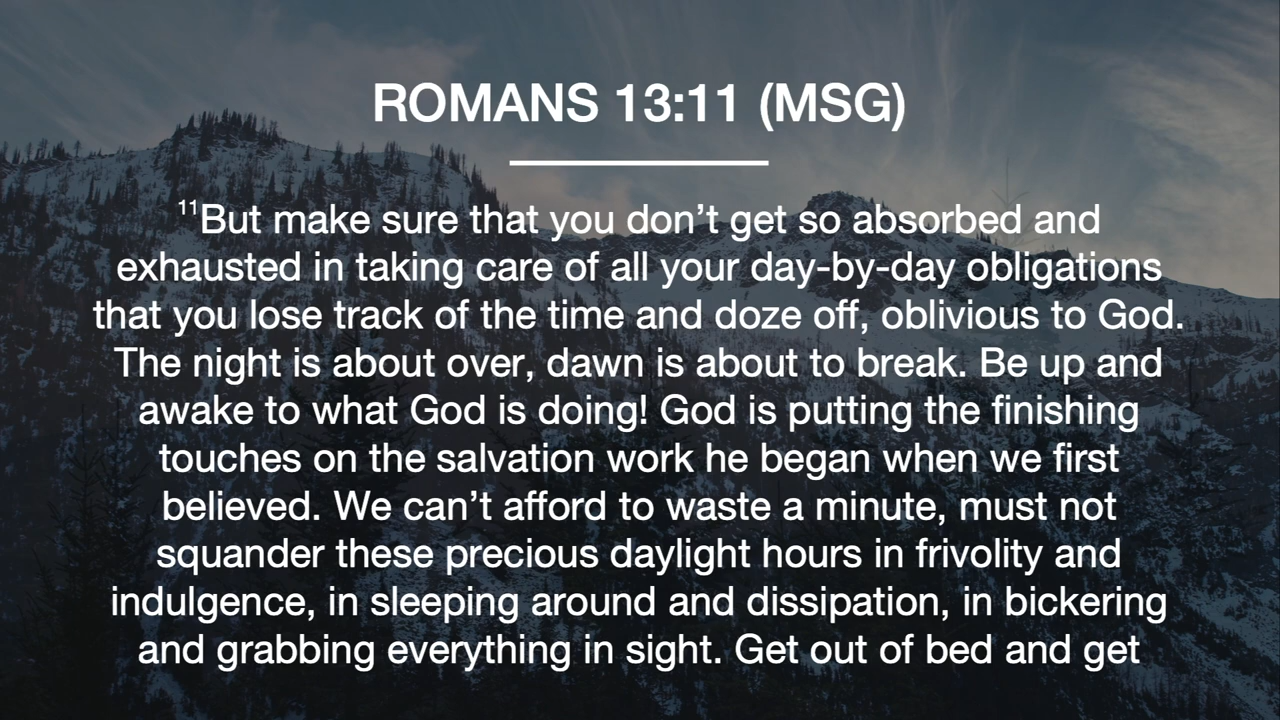 ROMANS 13:11 (MSG)
¹¹But make sure that you don’t get so absorbed and
exhausted in taking care of all your day-by-day obligations
that you lose track of the time and doze off, oblivious to God.
The night is about over, dawn is about to break. Be up and
awake to what God is doing! God is putting the finishing
touches on the salvation work he began when we first
believed. We can’t afford to waste a minute, must not
squander these precious daylight hours in frivolity and
indulgence, in sleeping around and dissipation, in bickering
and grabbing everything in sight. Get out of bed and get